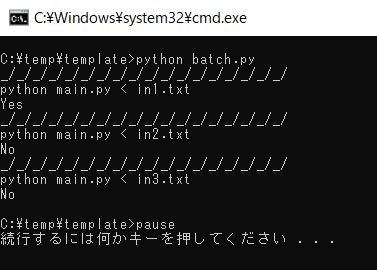 C:¥Windows¥system32¥cmd.exe
C:¥temp¥template>python batch.py
_/_/_/_/_/_/_/_/_/_/_/_/_/_/_/_/
python main.py < in1.txt
Yes
_/_/_/_/_/_/_/_/_/_/_/_/_/_/_/_/
python main.py < in2.txt
No
_/_/_/_/_/_/_/_/_/_/_/_/_/_/_/_/
python main.py < in3.txt
No
C:¥temp¥template>pause
続行するには何かキーを押してください . . .